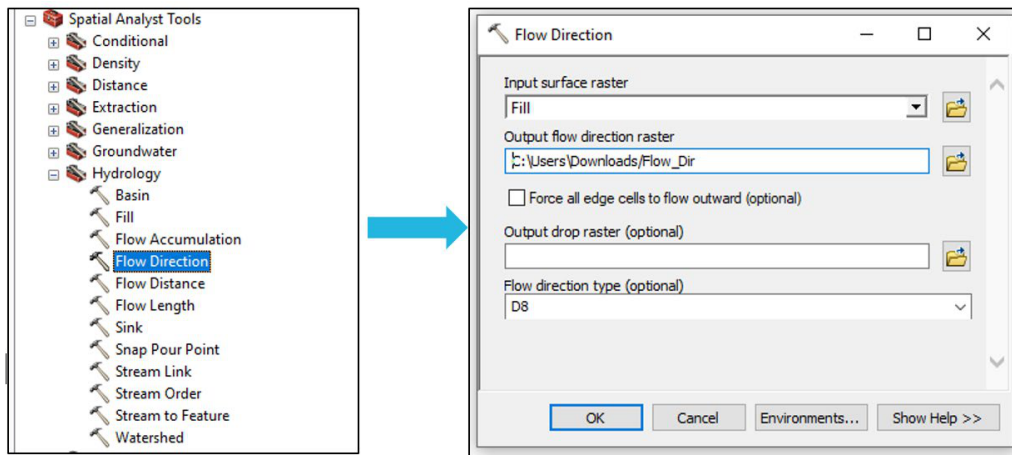 Spatial Analyst Tools
Conditional
Density
Distance
Extraction
Generalization
Groundwater
Hydrology
Basin
Fill
Flow Accumulation
Flow Direction
Flow Distance
Flow Length
Sink
Snap Pour Point
Stream Link
Stream Order
Stream to Feature
Watershed
Flow Direction
Input surface raster
Fill
Output flow direction raster
C:\Users\Downloads/Flow_Dir
Force all edge cells to flow outward (optional)
Output drop raster (optional)
Flow direction type (optional)
D8
OK Cancel Environments... Show Help >>